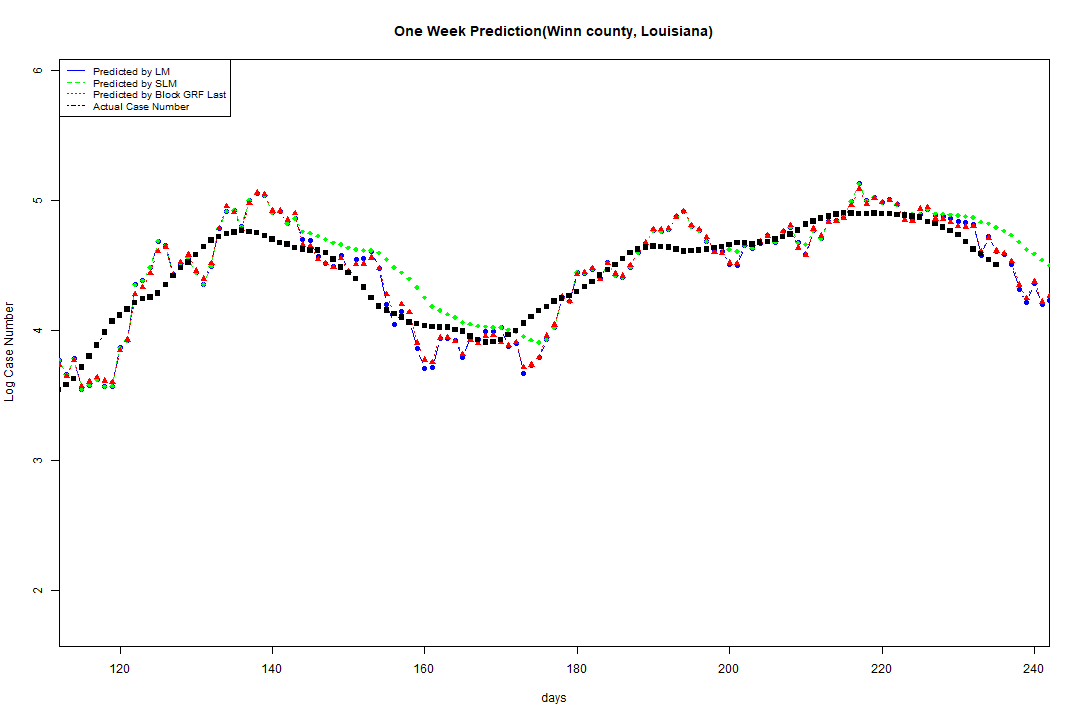 One Week Prediction(Winn county, Louisiana)
Predicted by LM
Predicted by SLM
Predicted by Block GRF Last
Actual Case Number
6
5
4
3
2
Log Case Number
120 140 160 180 200 220 240
days